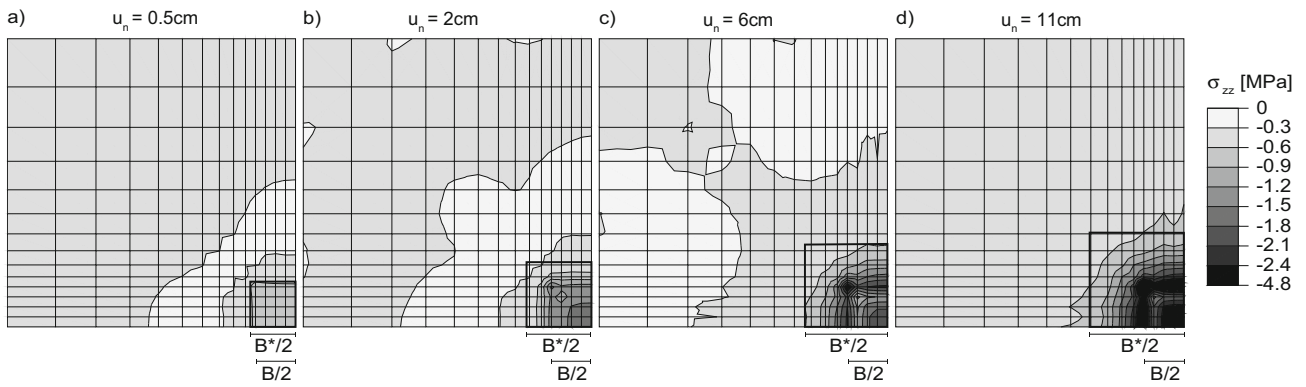 a) u_n = 0.5cm b) u_n = 2cm c) u_n = 6cm d) u_n = 11cm
σ_zz [MPa]
0
-0.3
-0.6
-0.9
-1.2
-1.5
-1.8
-2.1
-2.4
-4.8
B*/2 B*/2 B*/2 B*/2
B/2 B/2 B/2 B/2